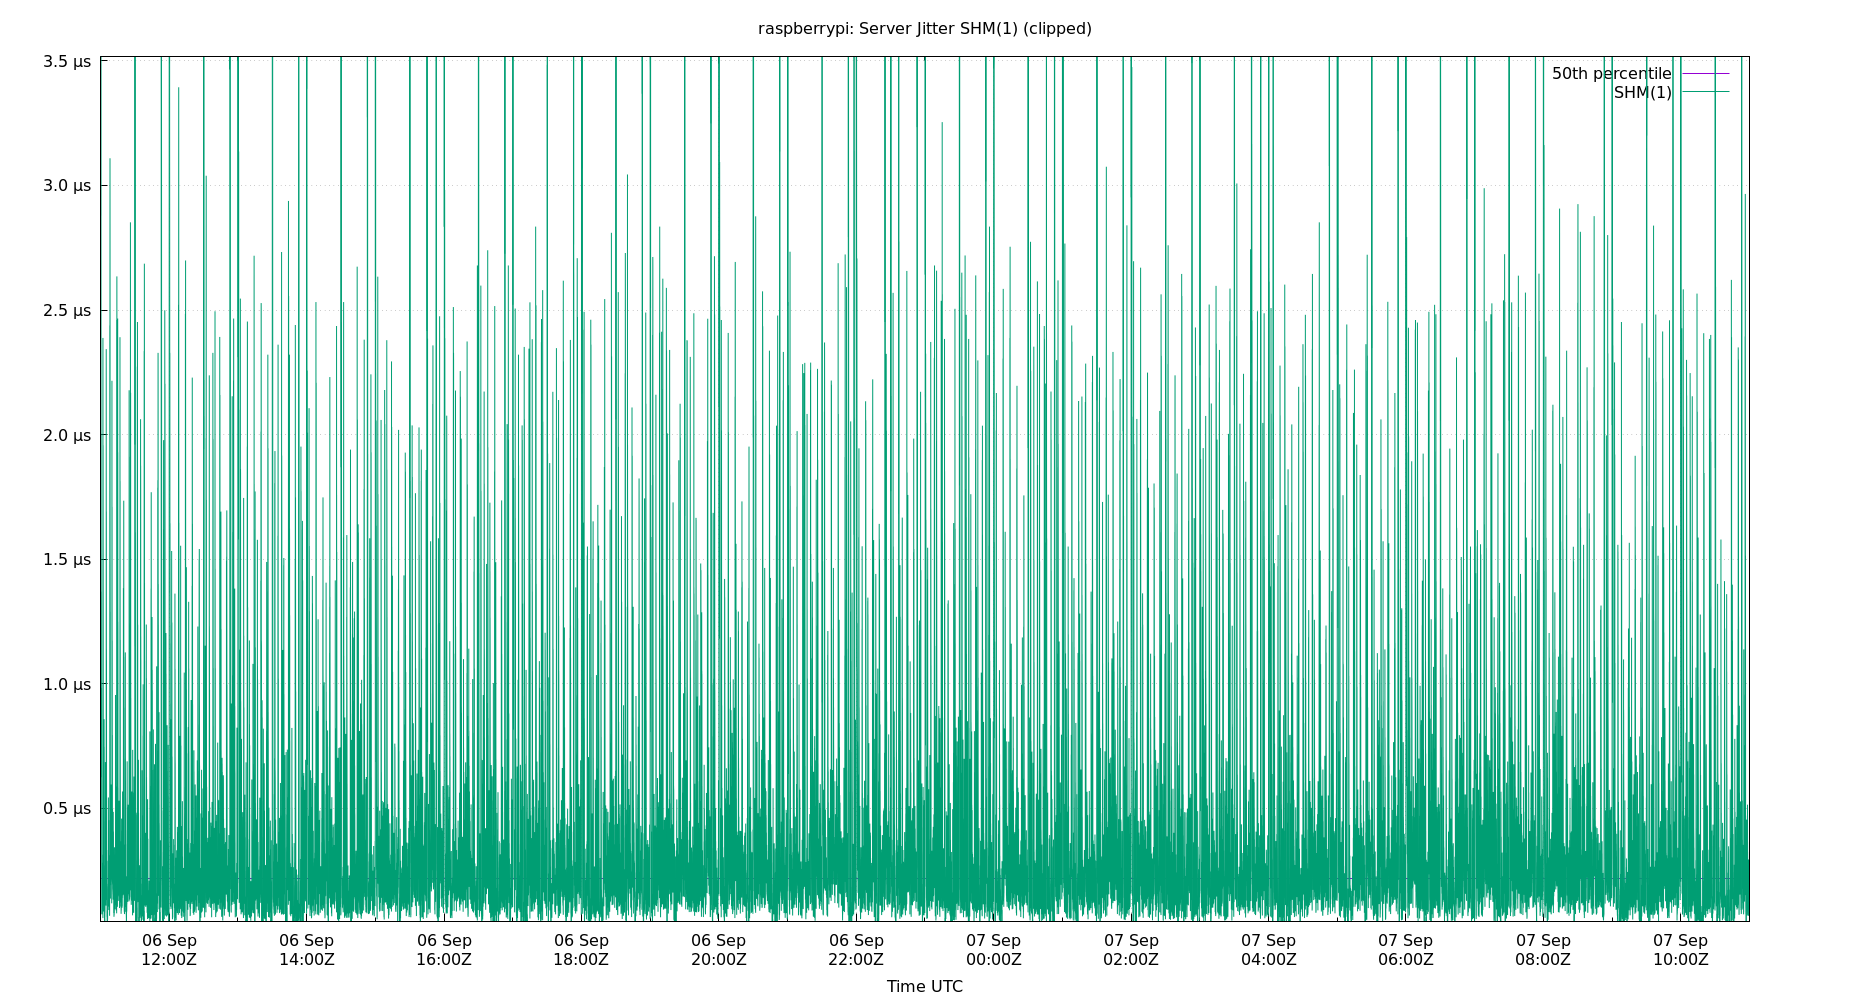 raspberrypi: Server Jitter SHM(1) (clipped)
3.5 µs
3.0 µs
2.5 µs
2.0 µs
1.5 µs
1.0 µs
0.5 µs
50th percentile
SHM(1)
06 Sep 06 Sep 06 Sep 06 Sep 06 Sep 06 Sep 07 Sep 07 Sep 07 Sep 07 Sep 07 Sep 07 Sep
12:00Z 14:00Z 16:00Z 18:00Z 20:00Z 22:00Z 00:00Z 02:00Z 04:00Z 06:00Z 08:00Z 10:00Z
Time UTC